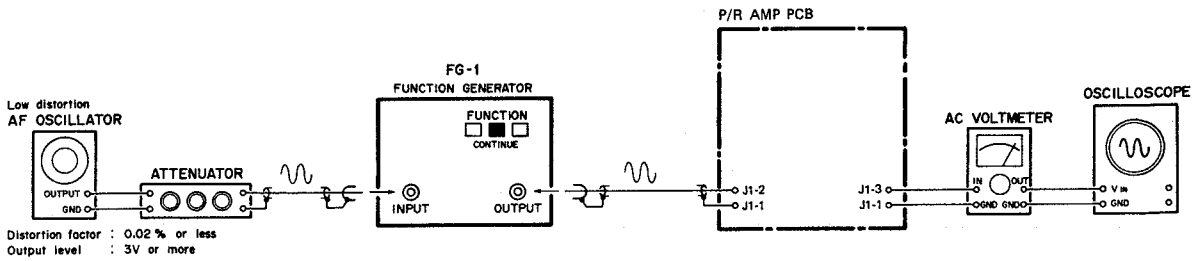 P/R AMP PCB
FG-1
FUNCTION GENERATOR
FUNCTION
CONTINUE
INPUT
OUTPUT
Low distortion
AF OSCILLATOR
OUTPUT
GND
ATTENUATOR
Distortion factor : 0.02 % or less
Output level : 3V or more
J1-2
J1-1
J1-3
J1-1
AC VOLTMETER
IN
OUT
GND
GND
OSCILLOSCOPE
V IN
GND